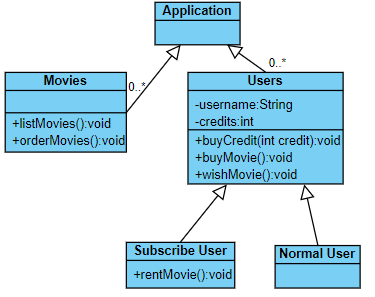 Application
0..*
Movies
0..*
+listMovies():void
+orderMovies():void
Users
-username:String
-credits:int
+buyCredit(int credit):void
+buyMovie():void
+wishMovie():void
Subscribe User
+rentMovie():void
Normal User